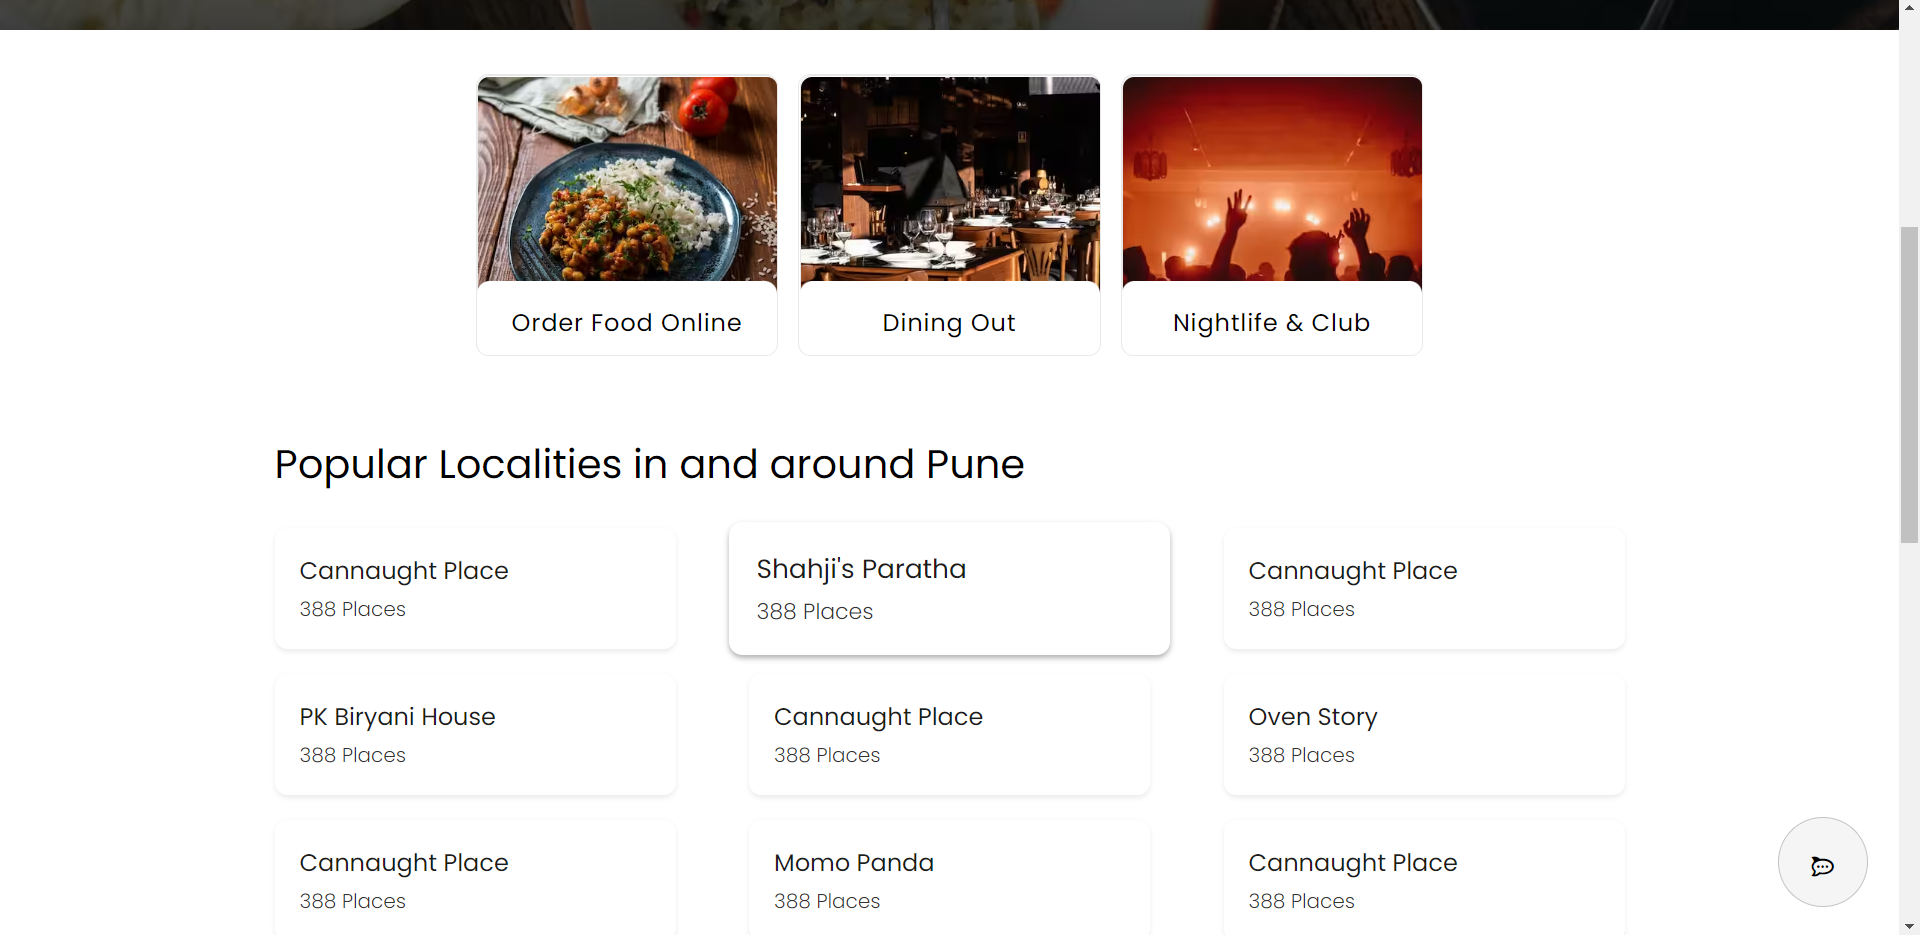 Order Food Online
Dining Out
Nightlife & Club
Popular Localities in and around Pune
Cannaught Place
388 Places
Shahji's Paratha
388 Places
Cannaught Place
388 Places
PK Biryani House
388 Places
Cannaught Place
388 Places
Oven Story
388 Places
Cannaught Place
388 Places
Momo Panda
388 Places
Cannaught Place
388 Places